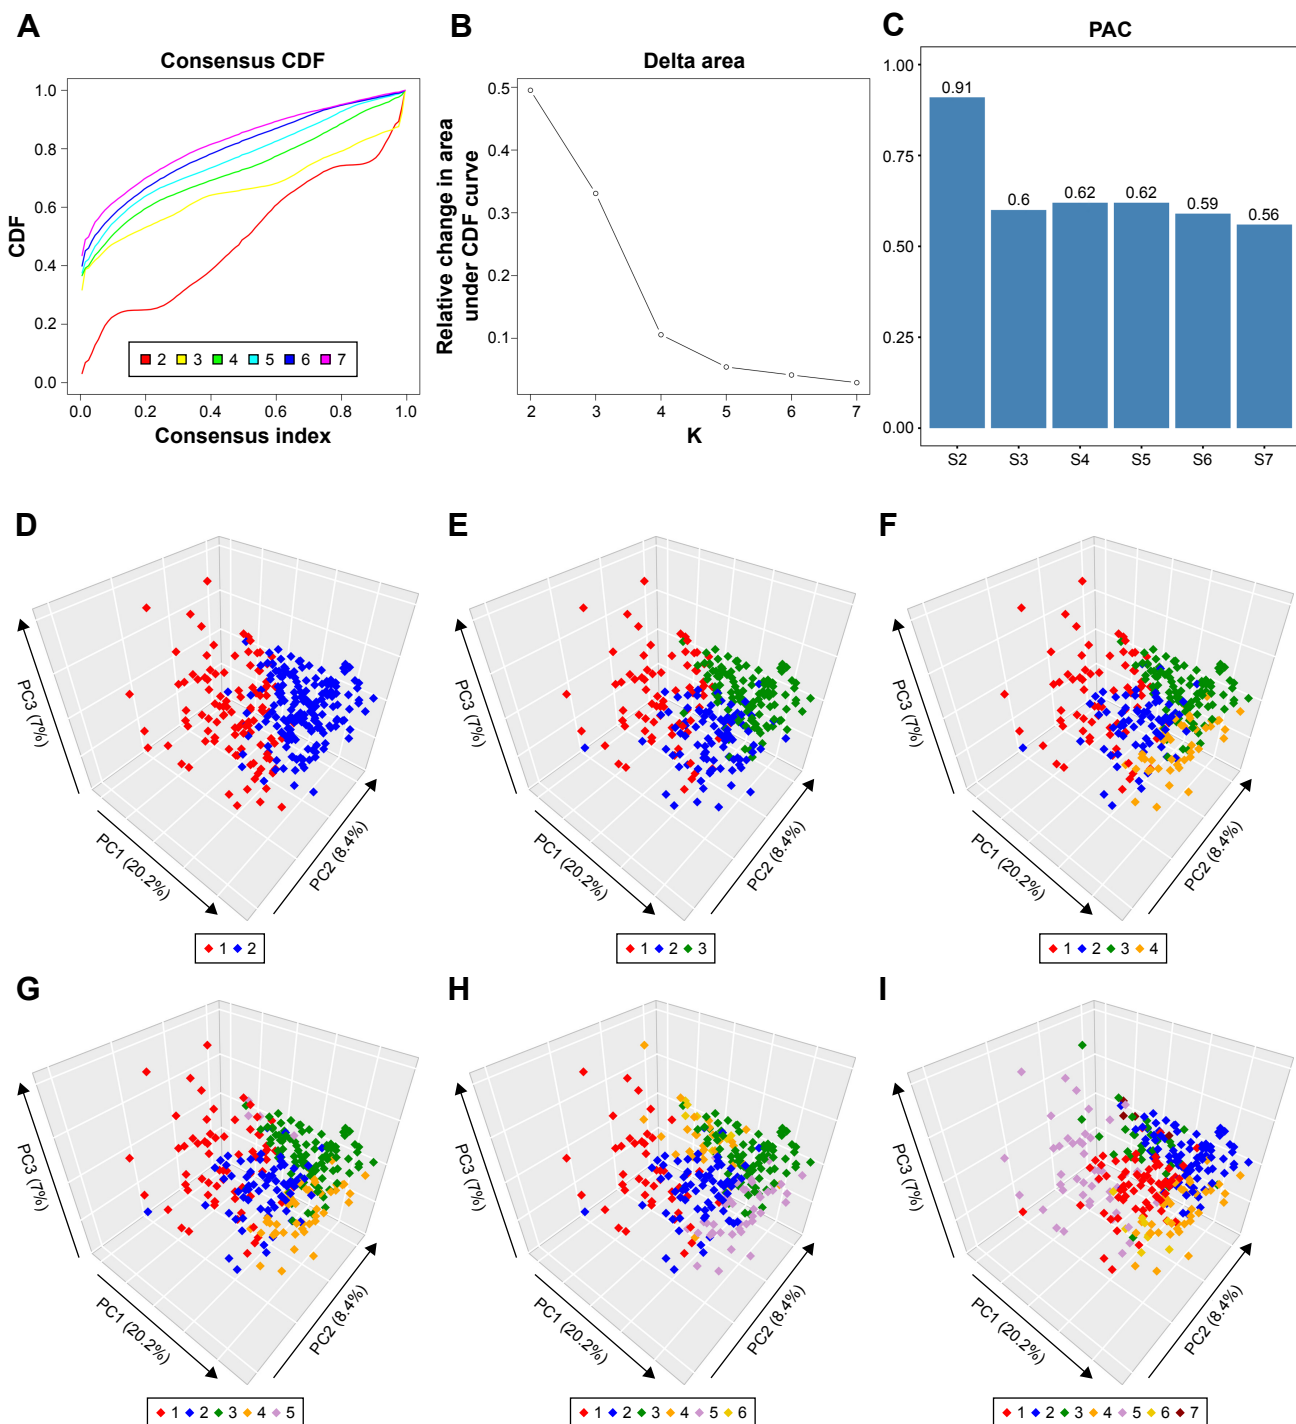 A
Consensus CDF
CDF
1.0
0.8
0.6
0.4
0.2
0.0
2 3 4 5 6 7
0.0 0.2 0.4 0.6 0.8 1.0
Consensus index
B
Delta area
Relative change in area
under CDF curve
0.5
0.4
0.3
0.2
0.1
2 3 4 5 6 7
K
C
PAC
1.00
0.75
0.50
0.25
0.00
0.91 0.6 0.62 0.62 0.59 0.56
S2 S3 S4 S5 S6 S7
D
PC3 (7%)
PC1 (20.2%)
PC2 (8.4%)
1 2
E
PC3 (7%)
PC1 (20.2%)
PC2 (8.4%)
1 2 3
F
PC3 (7%)
PC1 (20.2%)
PC2 (8.4%)
1 2 3 4
G
PC3 (7%)
PC1 (20.2%)
PC2 (8.4%)
1 2 3 4 5
H
PC3 (7%)
PC1 (20.2%)
PC2 (8.4%)
1 2 3 4 5 6
I
PC3 (7%)
PC1 (20.2%)
PC2 (8.4%)
1 2 3 4 5 6 7